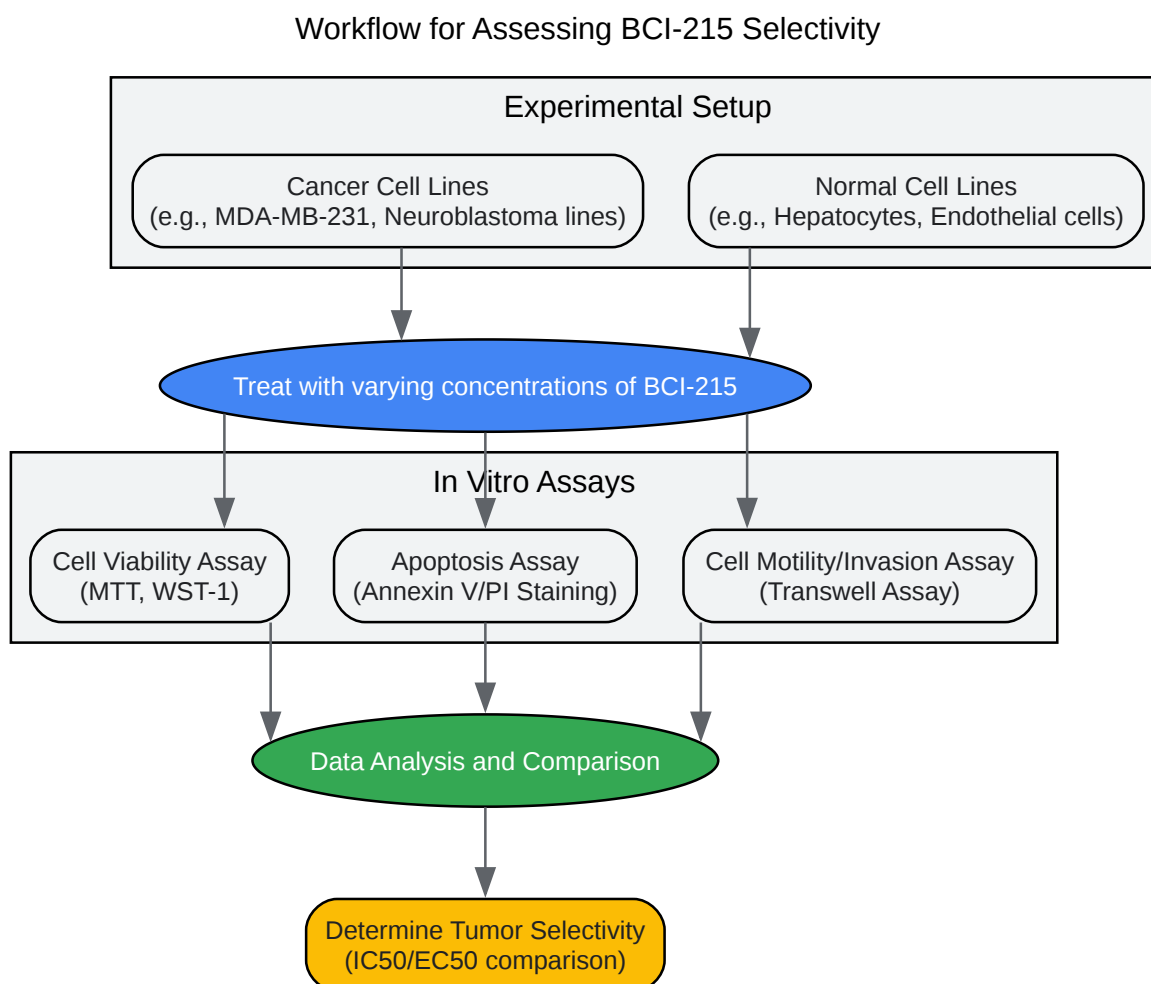 Workflow for Assessing BCI-215 Selectivity
Experimental Setup
Cancer Cell Lines
(e.g., MDA-MB-231, Neuroblastoma lines)
Normal Cell Lines
(e.g., Hepatocytes, Endothelial cells)
Treat with varying concentrations of BCI-215
In Vitro Assays
Cell Viability Assay
(MTT, WST-1)
Apoptosis Assay
(Annexin V/PI Staining)
Cell Motility/Invasion Assay
(Transwell Assay)
Data Analysis and Comparison
Determine Tumor Selectivity
(IC50/EC50 comparison)